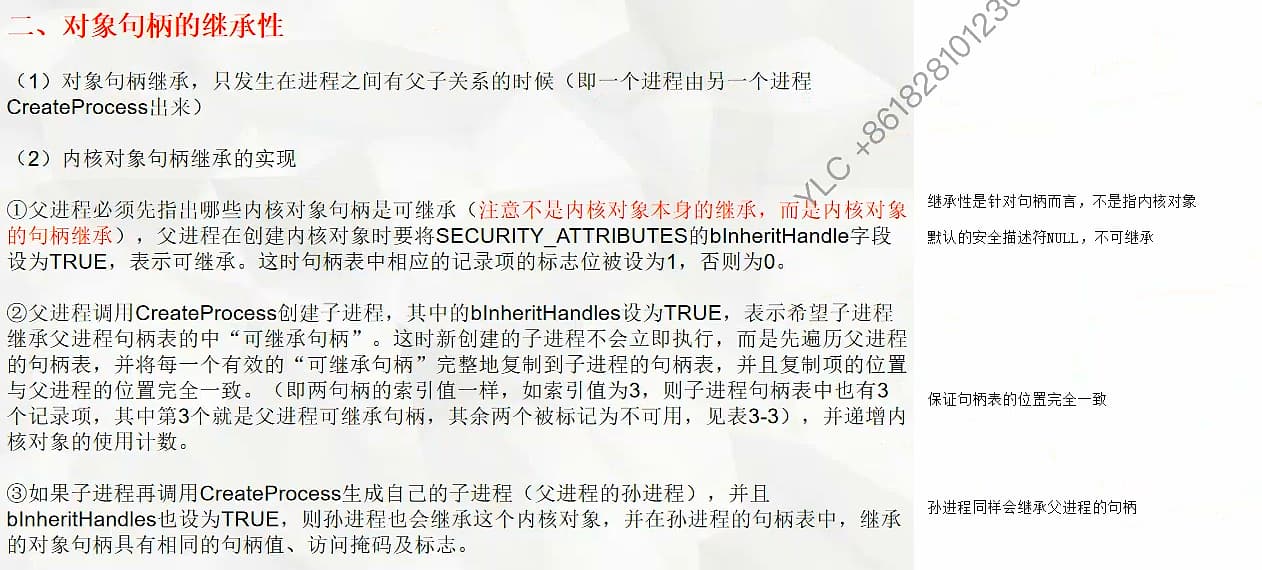 二、对象句柄的继承性
（1）对象句柄继承，只发生在进程之间有父子关系的时候（即一个进程由另一个进程
CreateProcess出来）
（2）内核对象句柄继承的实现
①父进程必须先指出哪些内核对象句柄是可继承（注意不是内核对象本身的继承，而是内核对象
的句柄继承），父进程在创建内核对象时要将SECURITY_ATTRIBUTES的bInheritHandle字段
设为TRUE，表示可继承。这时句柄表中相应的记录项的标志位被设为1，否则为0。
②父进程调用CreateProcess创建子进程，其中的bInheritHandles设为TRUE，表示希望子进程
继承父进程句柄表的中“可继承句柄”。这时新创建的子进程不会立即执行，而是先遍历父进程
的句柄表，并将每一个有效的“可继承句柄”完整地复制到子进程的句柄表，并且复制项的位置
与父进程的位置完全一致。（即两句柄的索引值一样，如索引值为3，则子进程句柄表中也有3
个记录项，其中第3个就是父进程可继承句柄，其余两个被标记为不可用，见表3-3），并递增内
核对象的使用计数。
③如果子进程再调用CreateProcess生成自己的子进程（父进程的孙进程），并且
bInheritHandles也设为TRUE，则孙进程也会继承这个内核对象，并在孙进程的句柄表中，继承
的对象句柄具有相同的句柄值、访问掩码及标志。
继承性是针对句柄而言，不是指内核对象
默认的安全描述符NULL，不可继承
保证句柄表的位置完全一致
孙进程同样会继承父进程的句柄
YLC +861828101230